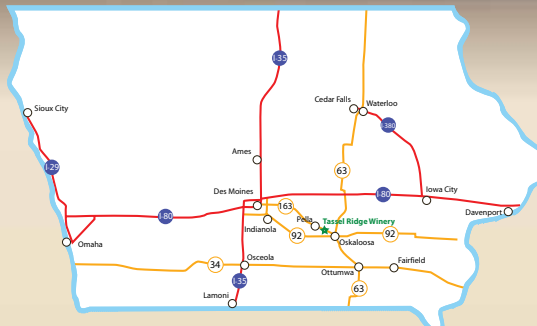 I-35
Cedar Falls
Waterloo
Sioux City
I-380
Ames
I-29
63
Des Moines
163
I-80
Iowa City
I-80
Pella
Tassel Ridge Winery
Davenport
Indianola
92
92
Omaha
Oskaloosa
Osceola
34
Fairfield
Ottumwa
I-35
63
Lamoni